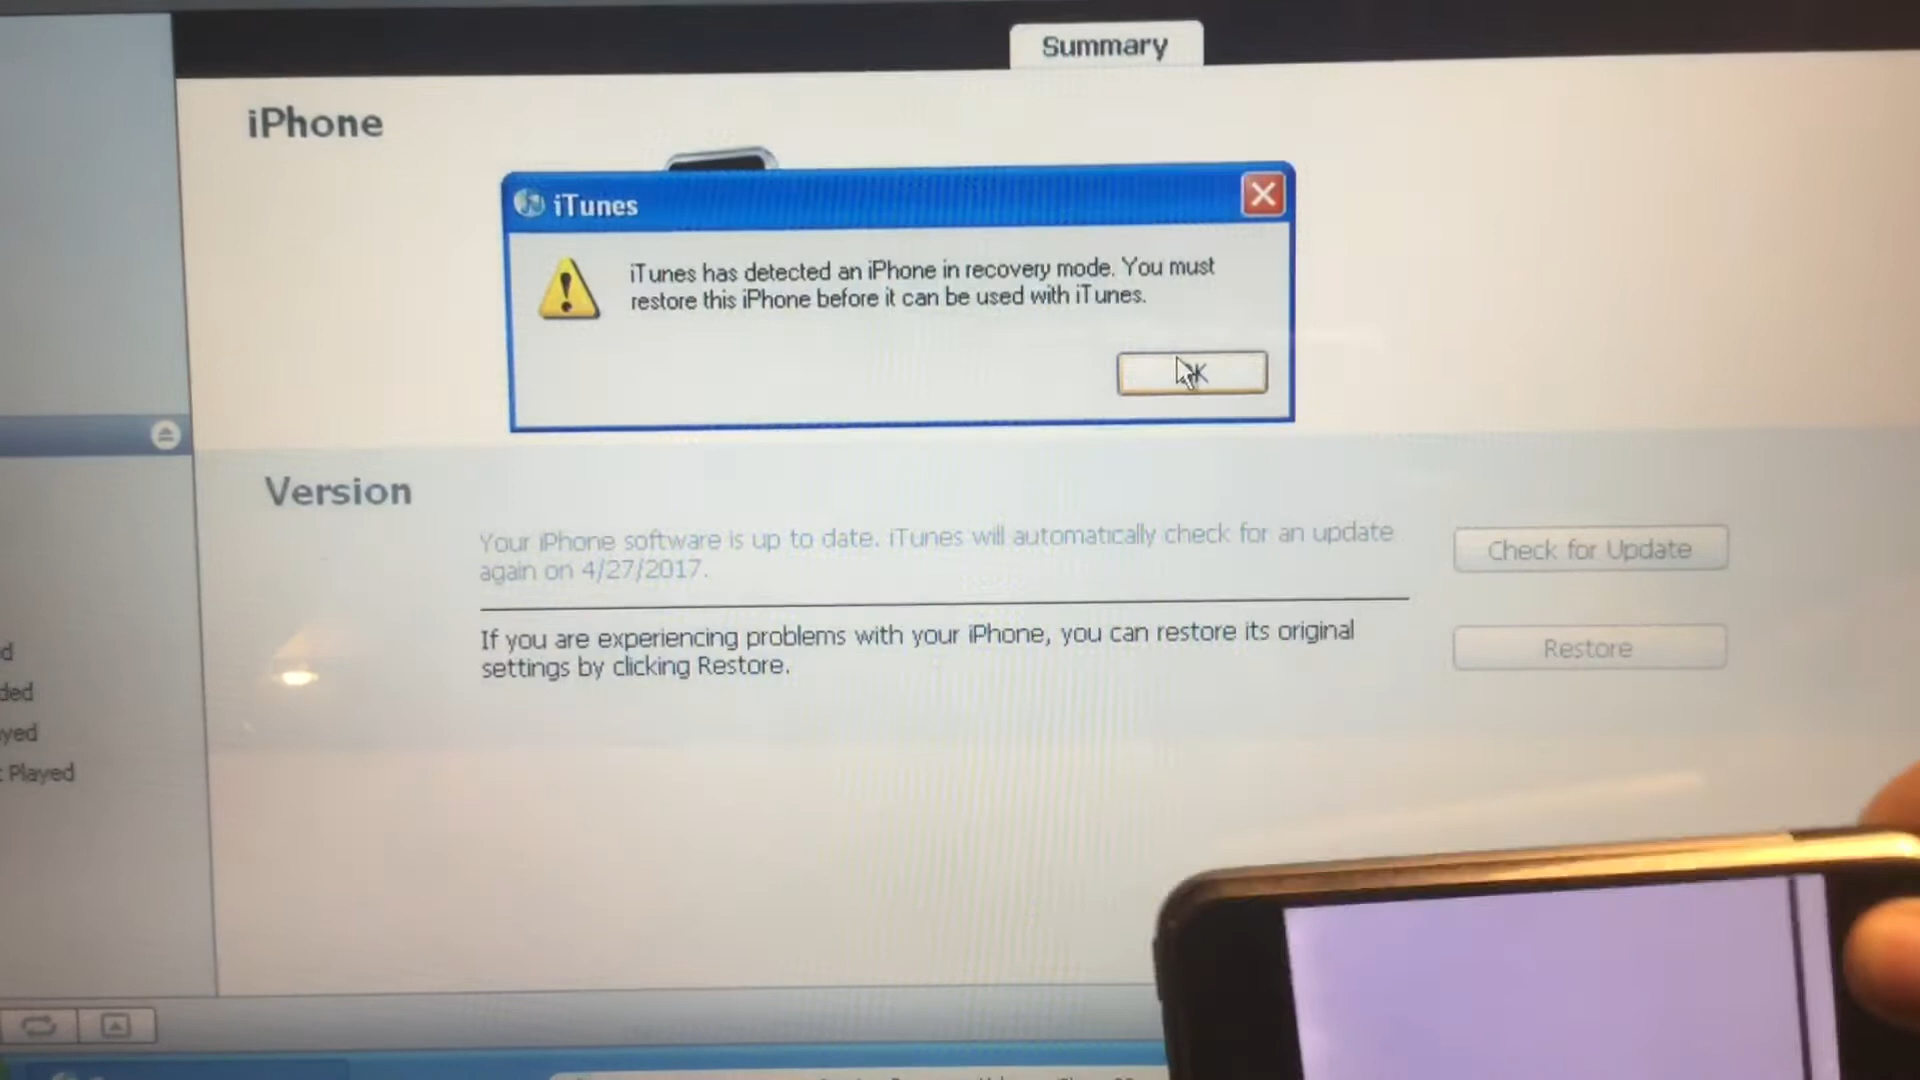 Summary
iPhone
iTunes
iTunes has detected an iPhone in recovery mode. You must
restore this iPhone before it can be used with iTunes.
Version
Your iPhone software is up to date. iTunes will automatically check for an update
again on 4/27/2017.
Check for Update
If you are experiencing problems with your iPhone, you can restore its original
settings by clicking Restore.
Restore
Played